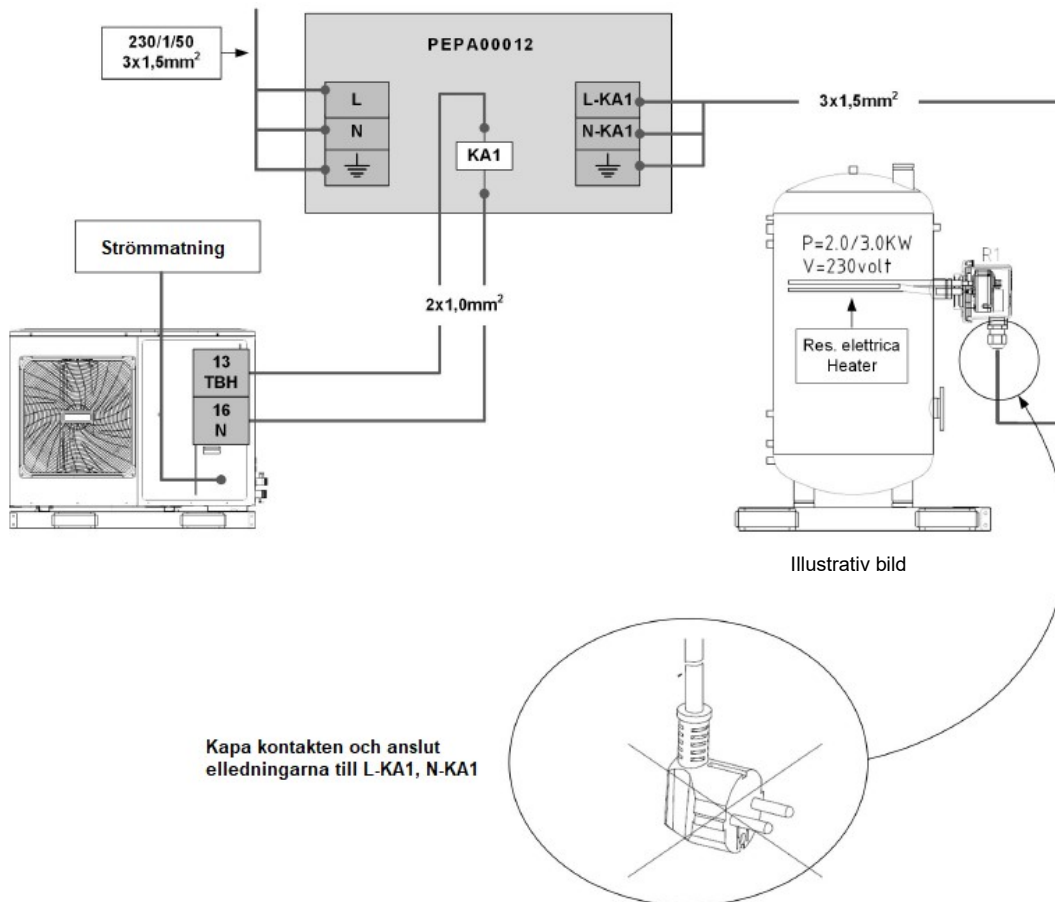 230/1/50
3x1,5mm²
PEPA00012
L
N
KA1
L-KA1
N-KA1
3x1,5mm²
Strömmatning
2x1,0mm²
13
TBH
16
N
P=2.0/3.0KW
V=230volt
R1
Res. elettrica
Heater
Illustrativ bild
Kapa kontakten och anslut
elledningarna till L-KA1, N-KA1